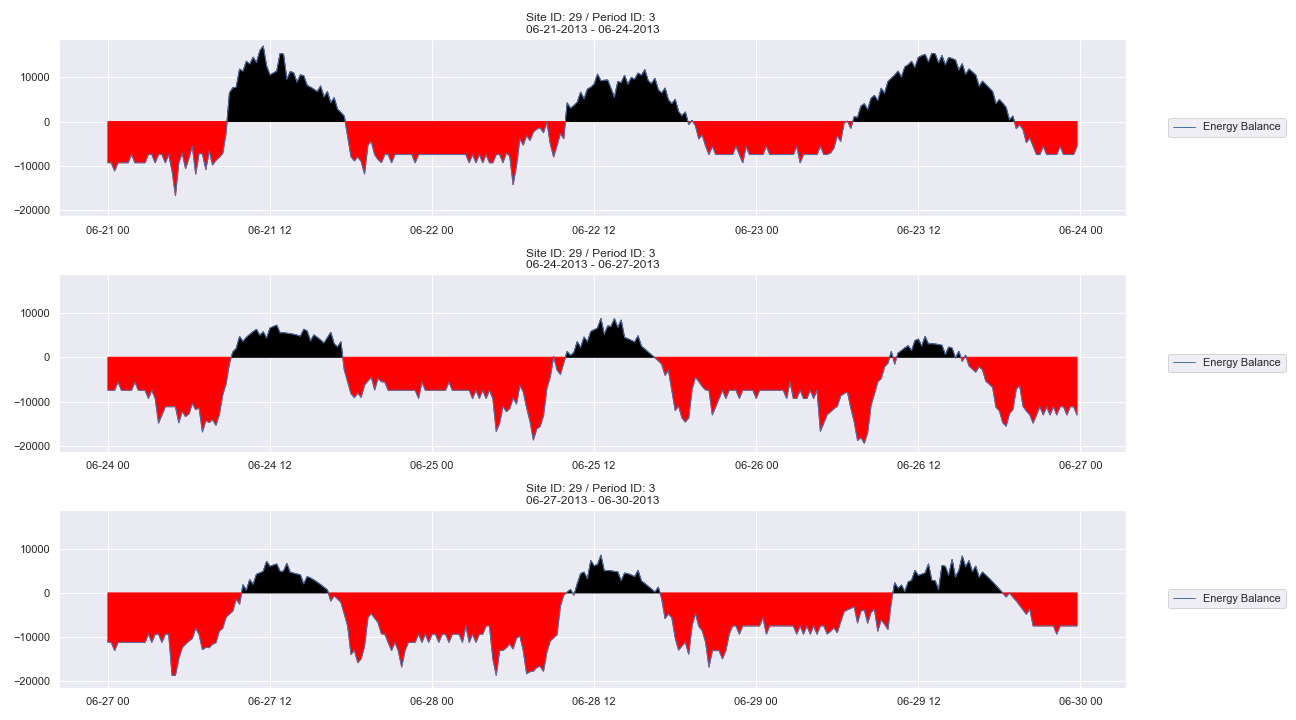 Site ID: 29 / Period ID: 3
06-21-2013 - 06-24-2013
10000
0
−10000
−20000
06-21 00 06-21 12 06-22 00 06-22 12 06-23 00 06-23 12 06-24 00
Energy Balance
Site ID: 29 / Period ID: 3
06-24-2013 - 06-27-2013
10000
0
−10000
−20000
06-24 00 06-24 12 06-25 00 06-25 12 06-26 00 06-26 12 06-27 00
Energy Balance
Site ID: 29 / Period ID: 3
06-27-2013 - 06-30-2013
10000
0
−10000
−20000
06-27 00 06-27 12 06-28 00 06-28 12 06-29 00 06-29 12 06-30 00
Energy Balance